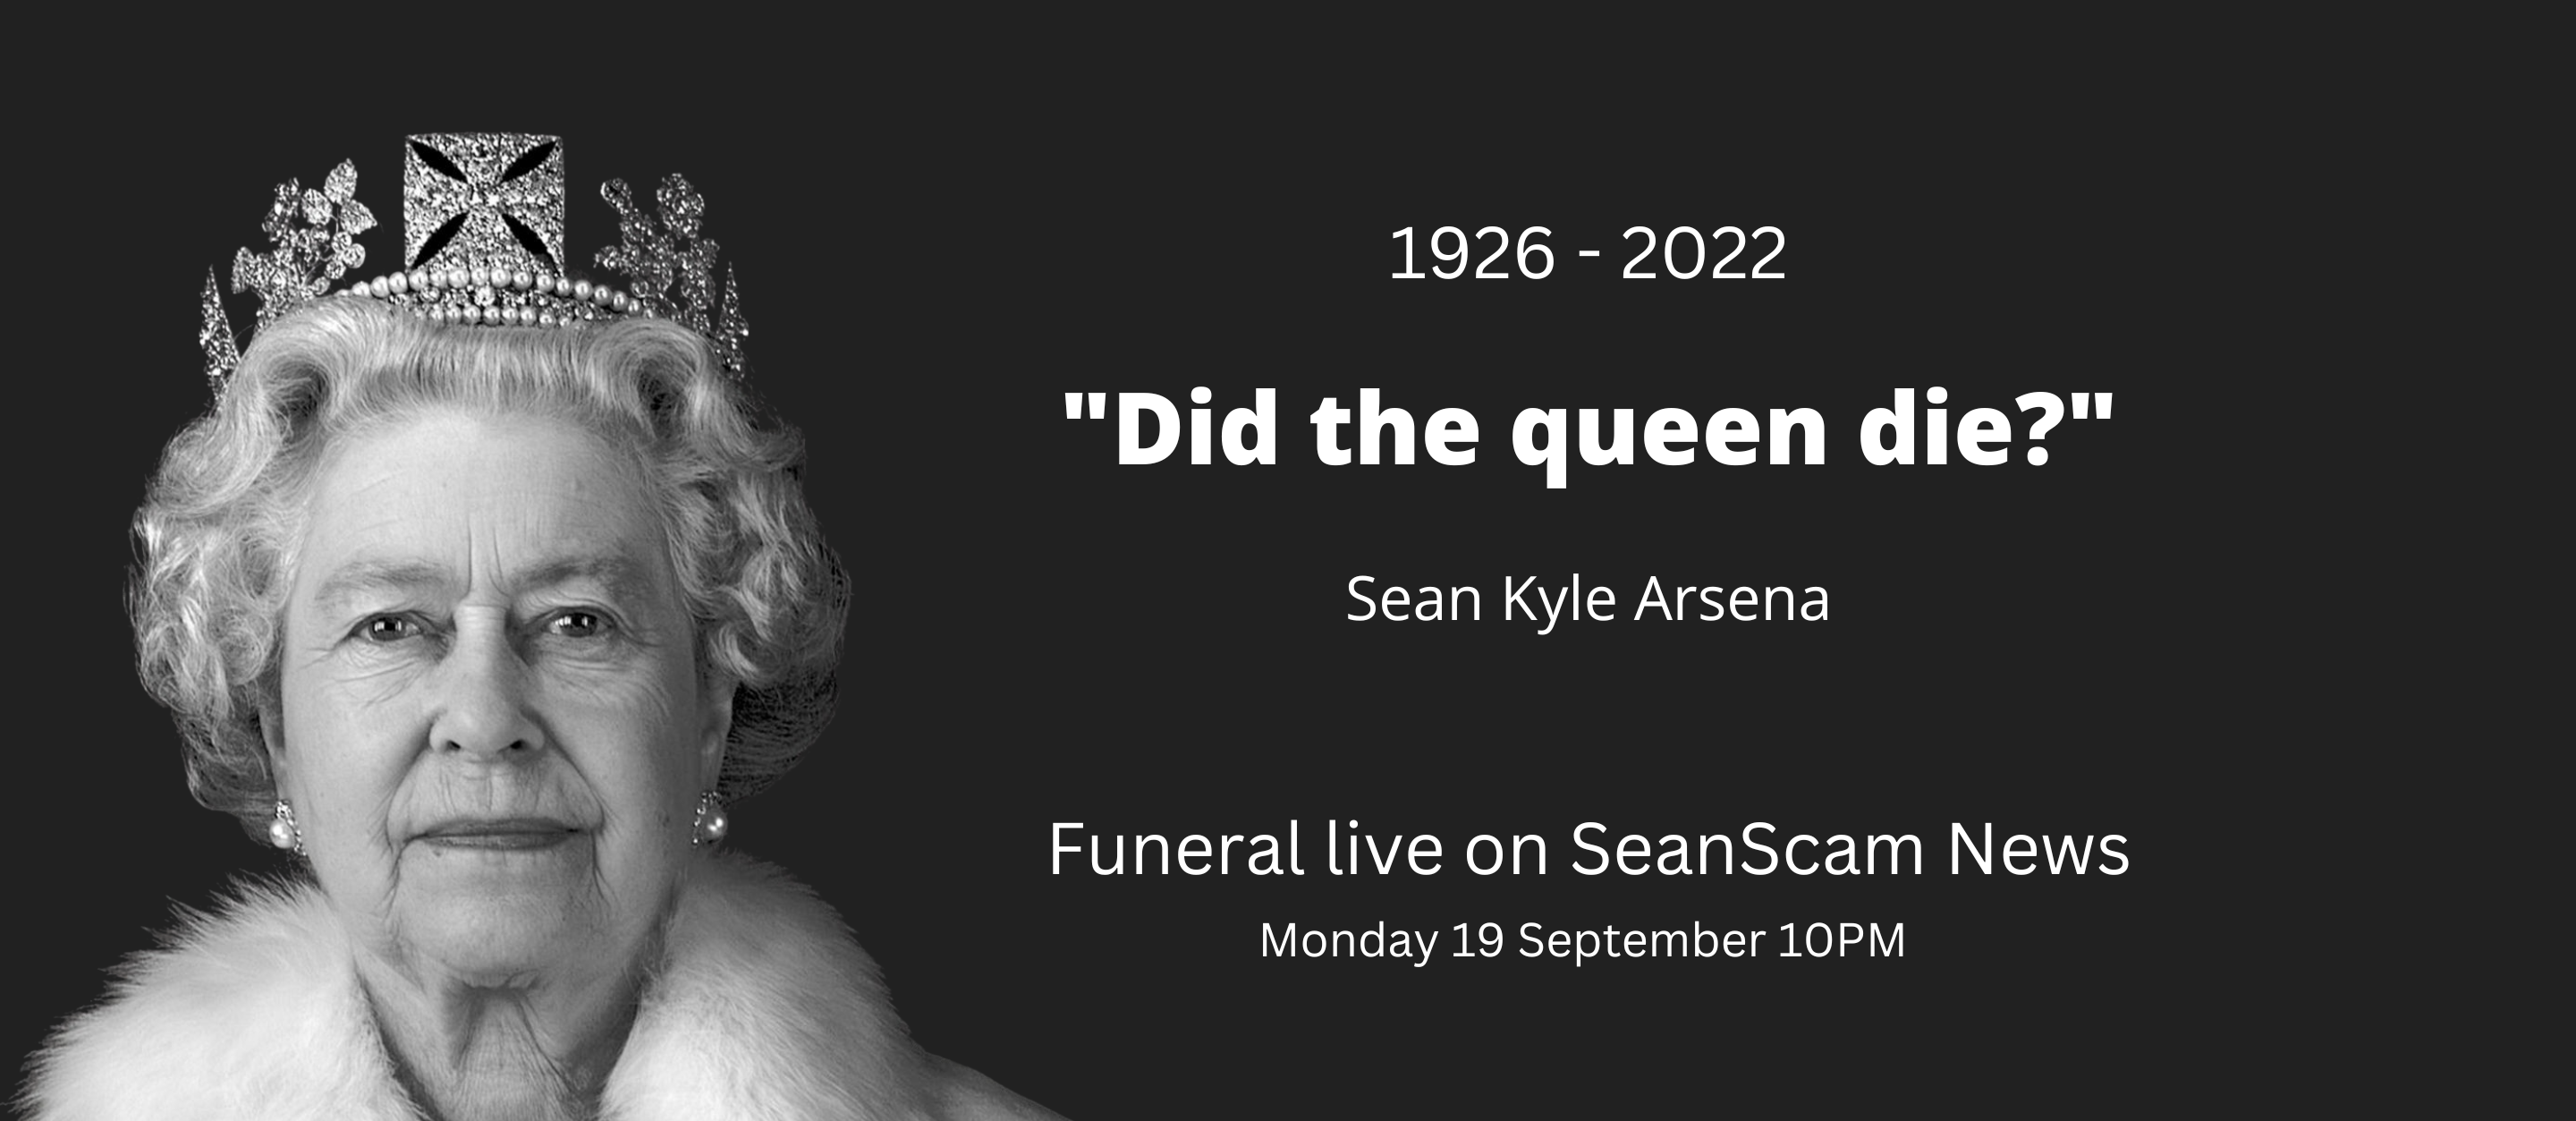 1926 - 2022
"Did the queen die?"
Sean Kyle Arsena
Funeral live on SeanScam News
Monday 19 September 10PM